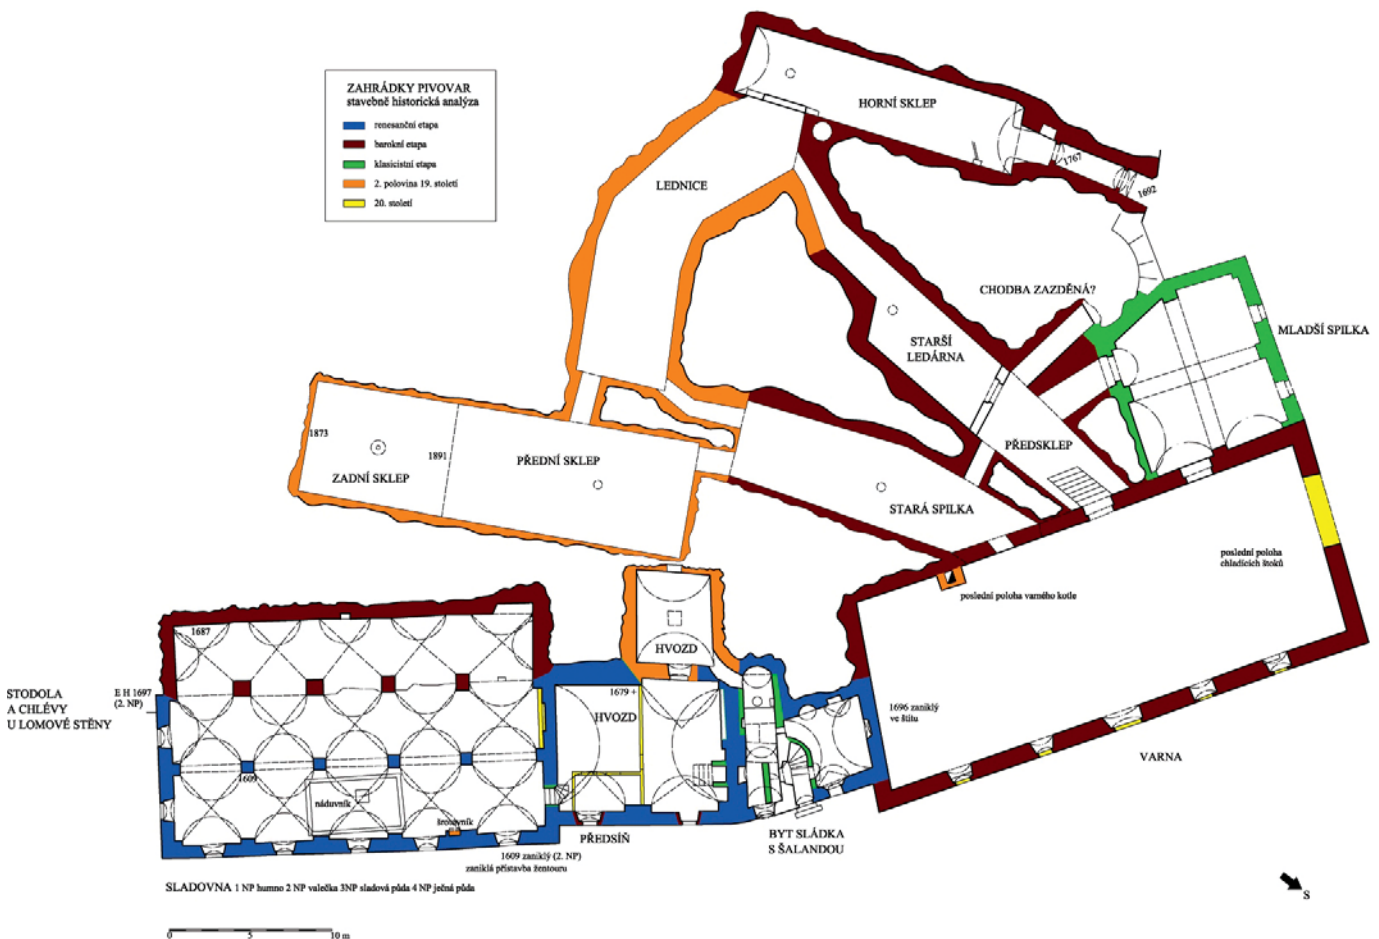 ZAHRÁDKY PIVOVAR
stavebně historická analýza
renesanční etapa
barokní etapa
klasicistní etapa
2. polovina 19. století
20. století
HORNÍ SKLEP
1767
1692
LEDNICE
CHODBA ZAZDĚNÁ?
MLADŠÍ SPILKA
STARŠÍ
LEDÁRNA
PŘEDSKLEP
1873
1891
ZADNÍ SKLEP
PŘEDNÍ SKLEP
STARÁ SPILKA
poslední poloha
chladících štoků
poslední poloha varného kotle
1687
HVOZD
STODOLA
A CHLÉVY
U LOMOVÉ STĚNY
E H 1697
(2. NP)
1679 +
HVOZD
1696 zaniklý
ve štítu
VARNA
1609
náduvník
šrotovník
PŘEDSÍŇ
BYT SLÁDKA
S ŠALANDOU
1609 zaniklý (2. NP)
zaniklá přístavba žentouru
SLADOVNA 1 NP humno 2 NP valečka 3NP sladová půda 4 NP ječná půda
S
0 5 10 m